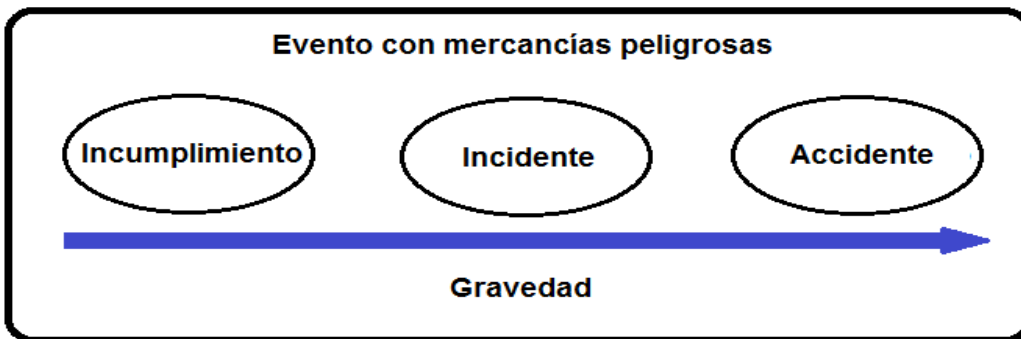 Evento con mercancías peligrosas
Incumplimiento
Incidente
Accidente
Gravedad